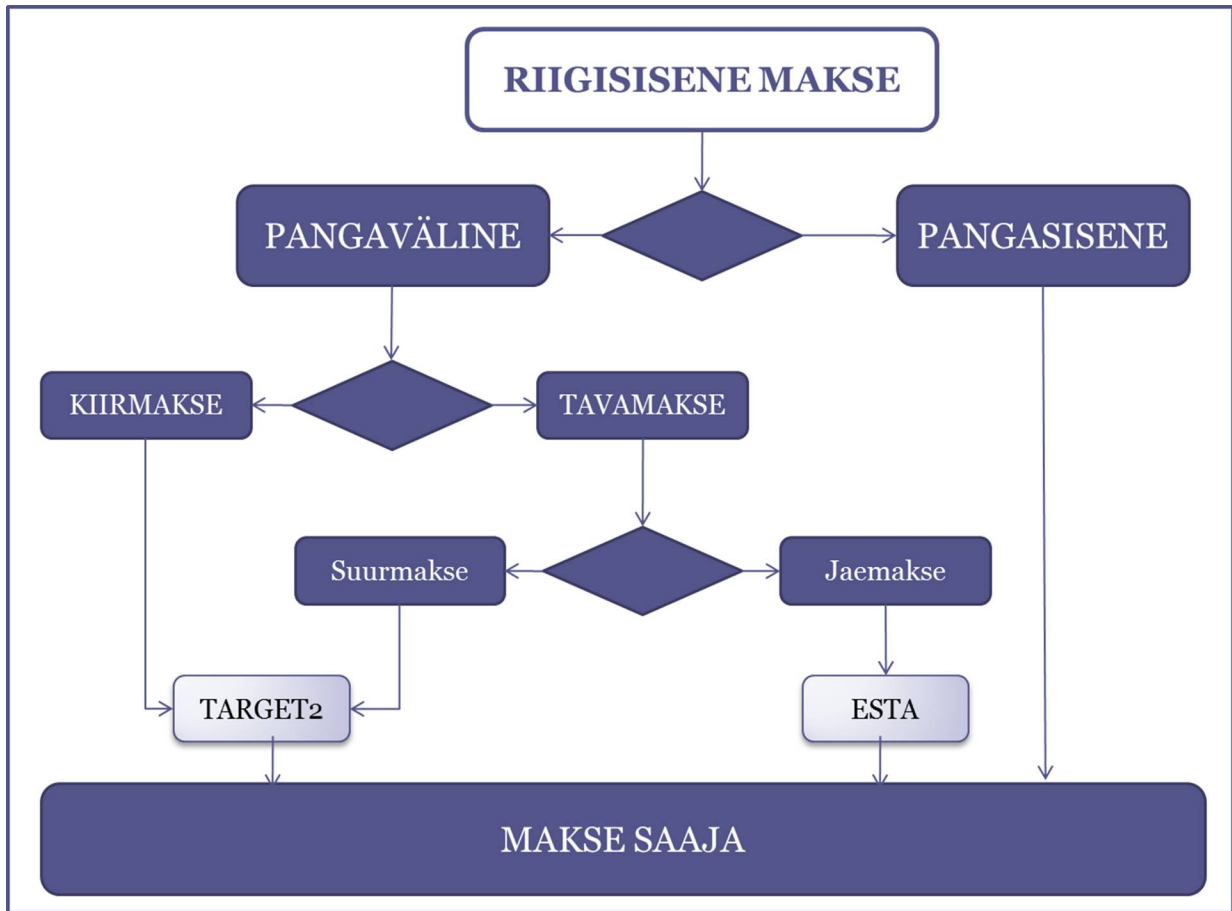 RIIGISISENE MAKSE
PANGAVÄLINE
PANGASISENE
KIIRMAKSE
TAVAMAKSE
Suurmakse
Jaemakse
TARGET2
ESTA
MAKSE SAAJA